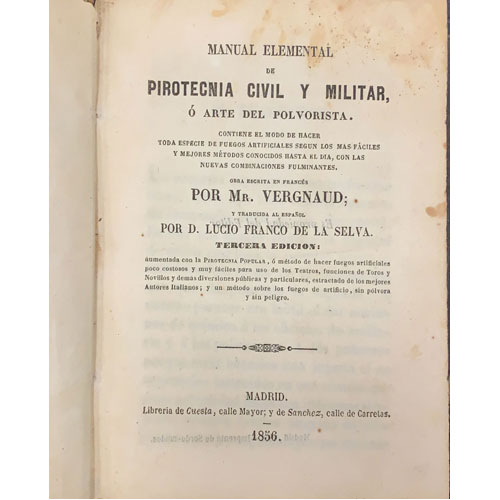 MANUAL ELEMENTAL
DE
PIROTECNIA CIVIL Y MILITAR,
Ó ARTE DEL POLVORISTA.
CONTIENE EL MODO DE HACER
TODA ESPECIE DE FUEGOS ARTIFICIALES SEGUN LOS MAS FÁCILES
Y MEJORES MÉTODOS CONOCIDOS HASTA EL DIA, CON LAS
NUEVAS COMBINACIONES FULMINANTES.
OBRA ESCRITA EN FRANCÉS
POR MR. VERGNAUD;
Y TRADUCIDA AL ESPAÑOL
POR D. LUCIO FRANCO DE LA SELVA.
TERCERA EDICION:
aumentada con la PIROTECNIA POPULAR, ó método de hacer fuegos artificiales
poco costosos y muy fáciles para uso de los Teatros, funciones de Toros y
Novillos y demas diversiones públicas y particulares, estractado de los mejores
Autores Italianos; y un método sobre los fuegos de artificio, sin pólvora
y sin peligro.
MADRID.
Libreria de Cuesta, calle Mayor; y de Sanchez, calle de Carretas.
1856.